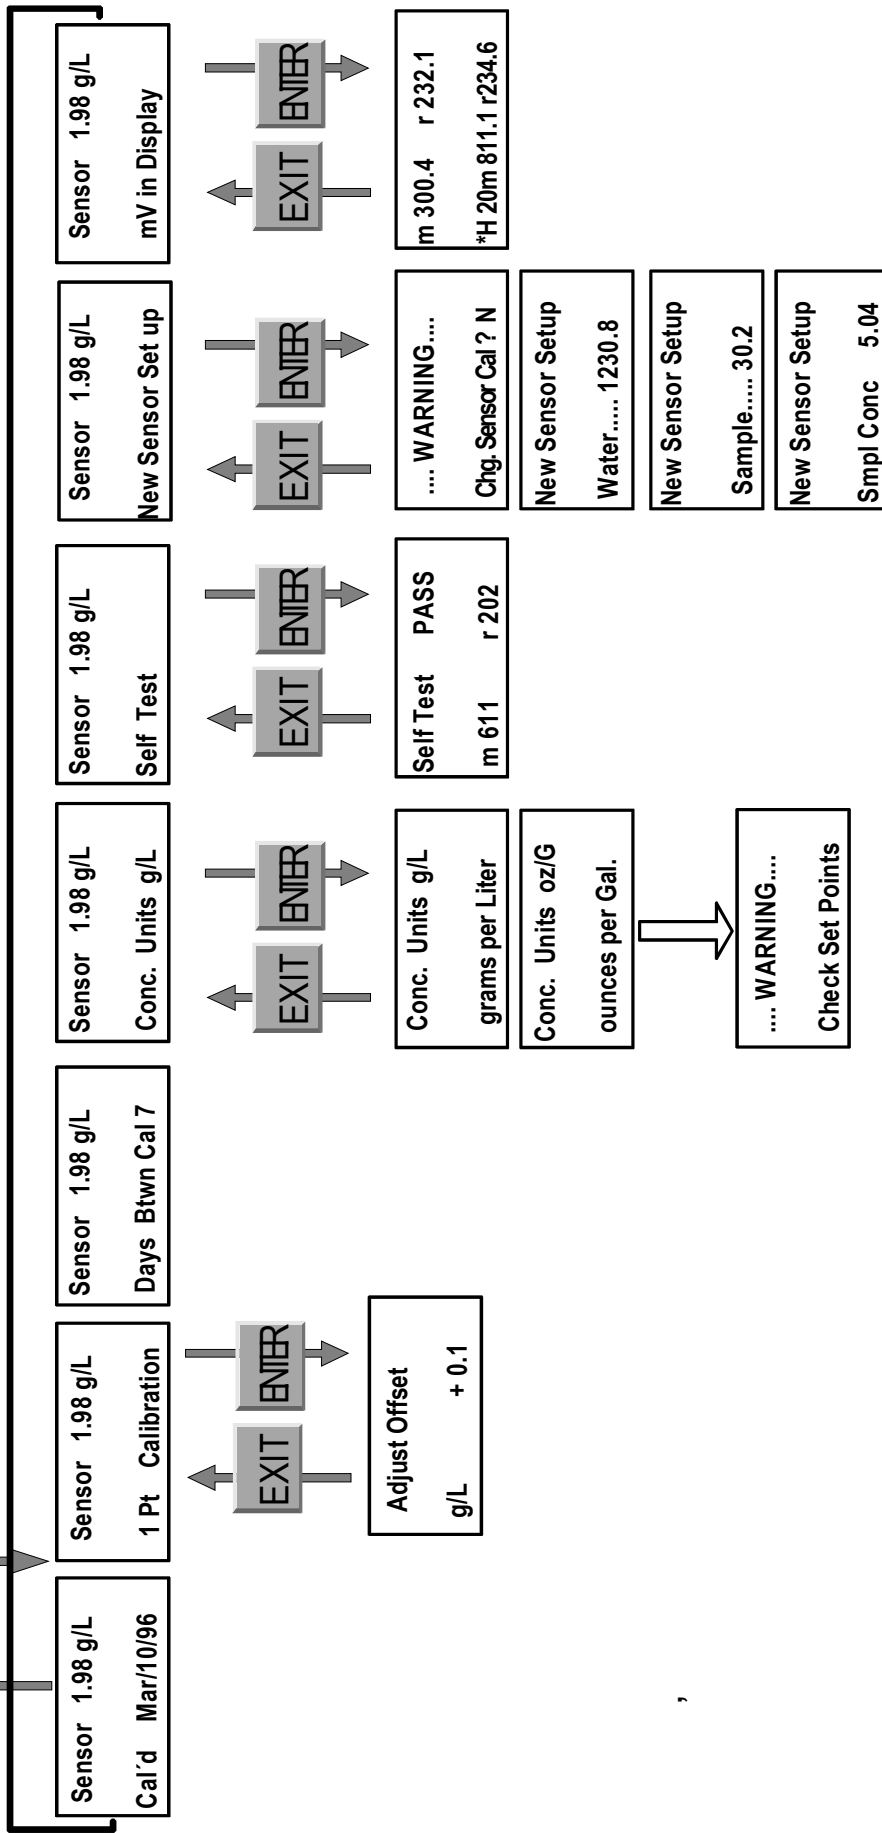 Sensor 1.98 g/L
Cal´d Mar/10/96
Sensor 1.98 g/L
1 Pt Calibration
EXIT
ENTER
Adjust Offset
g/L + 0.1
Sensor 1.98 g/L
Days Btwn Cal 7
Sensor 1.98 g/L
Conc. Units g/L
EXIT
ENTER
Conc. Units g/L
grams per Liter
Conc. Units oz/G
ounces per Gal.
.... WARNING....
Check Set Points
Sensor 1.98 g/L
Self Test
EXIT
ENTER
Self Test PASS
m 611 r 202
Sensor 1.98 g/L
New Sensor Set up
EXIT
ENTER
.... WARNING....
Chg. Sensor Cal ? N
New Sensor Setup
Water..... 1230.8
New Sensor Setup
Sample..... 30.2
New Sensor Setup
Smpl Conc 5.04
Sensor 1.98 g/L
mV in Display
EXIT
ENTER
m 300.4 r 232.1
*H 20m 811.1 r234.6
,